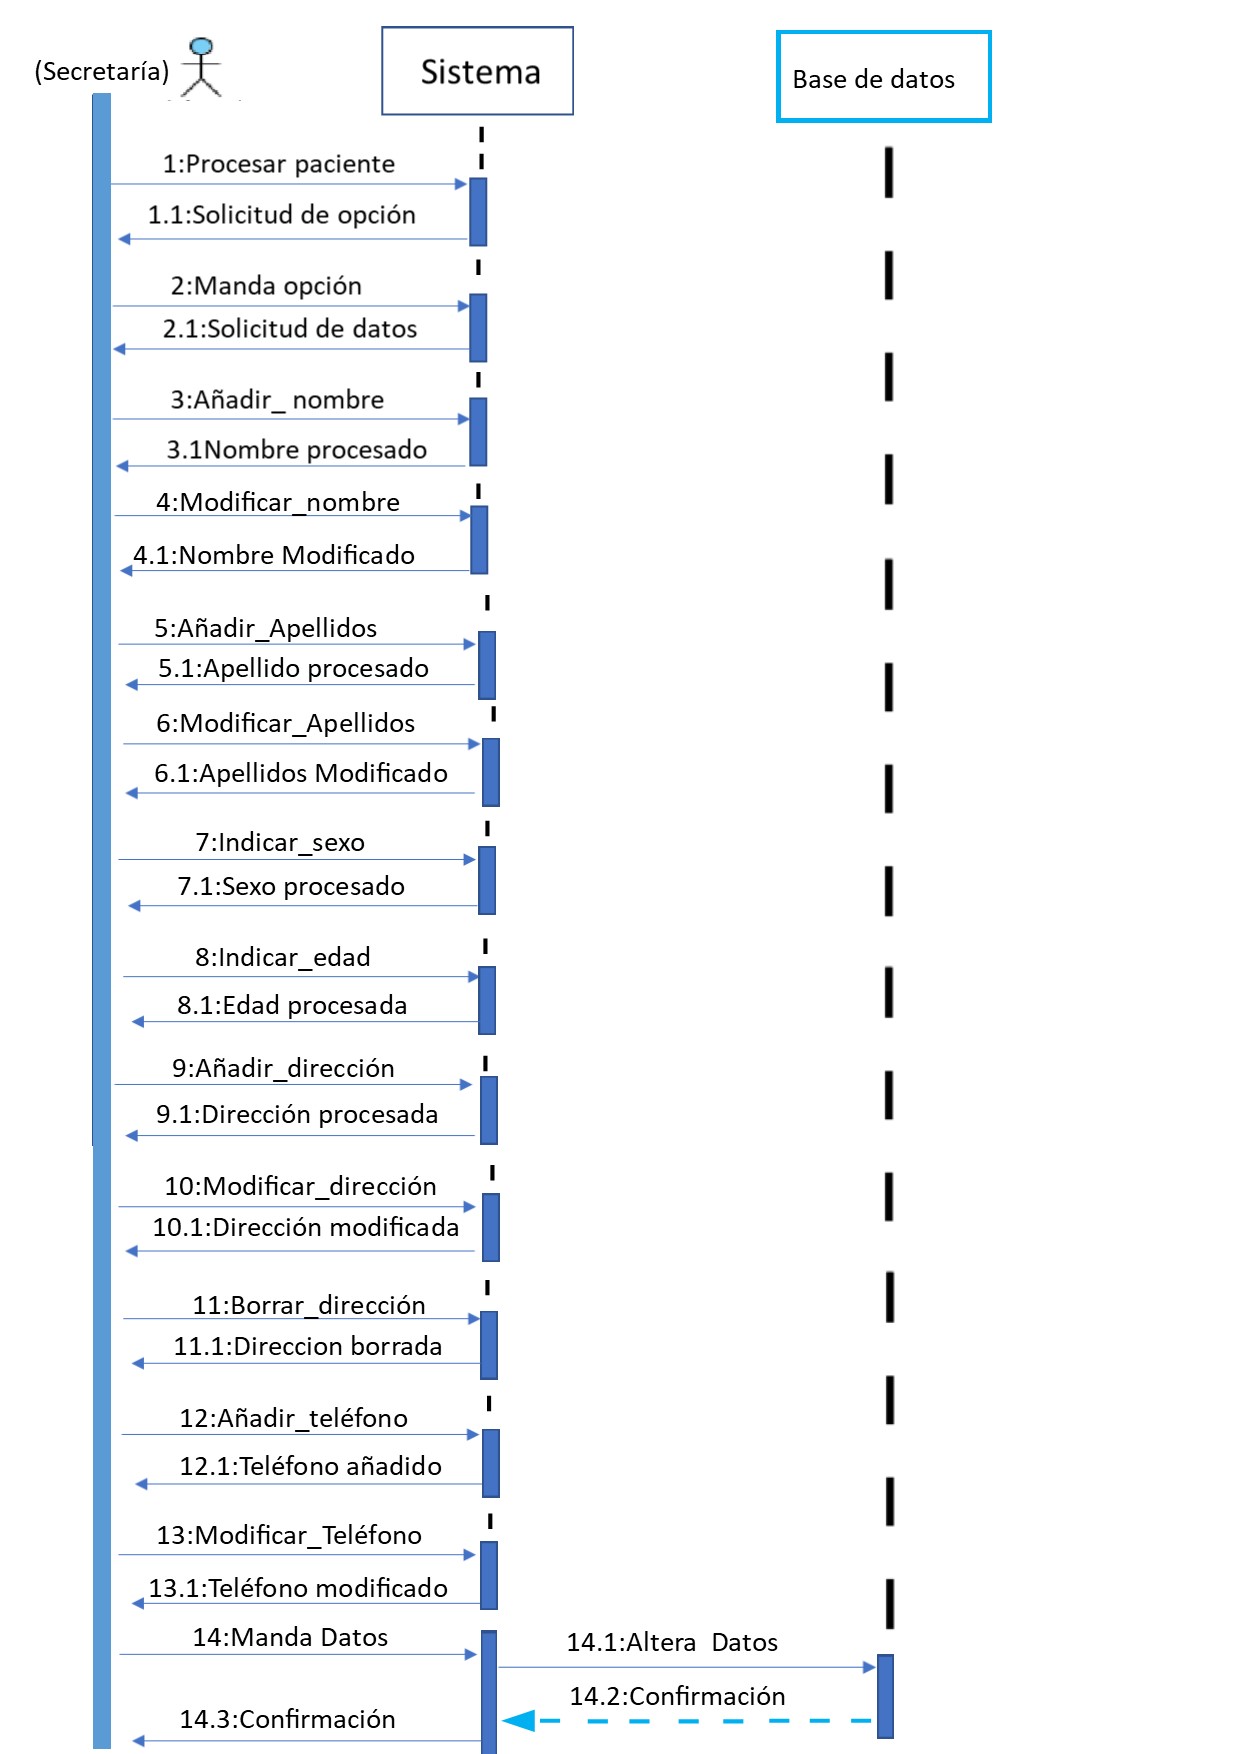 (Secretaría)
Sistema
Base de datos
1:Procesar paciente
1.1:Solicitud de opción
2:Manda opción
2.1:Solicitud de datos
3:Añadir_ nombre
3.1Nombre procesado
4:Modificar_nombre
4.1:Nombre Modificado
5:Añadir_Apellidos
5.1:Apellido procesado
6:Modificar_Apellidos
6.1:Apellidos Modificado
7:Indicar_sexo
7.1:Sexo procesado
8:Indicar_edad
8.1:Edad procesada
9:Añadir_dirección
9.1:Dirección procesada
10:Modificar_dirección
10.1:Dirección modificada
11:Borrar_dirección
11.1:Direccion borrada
12:Añadir_teléfono
12.1:Teléfono añadido
13:Modificar_Teléfono
13.1:Teléfono modificado
14:Manda Datos
14.1:Altera  Datos
14.2:Confirmación
14.3:Confirmación